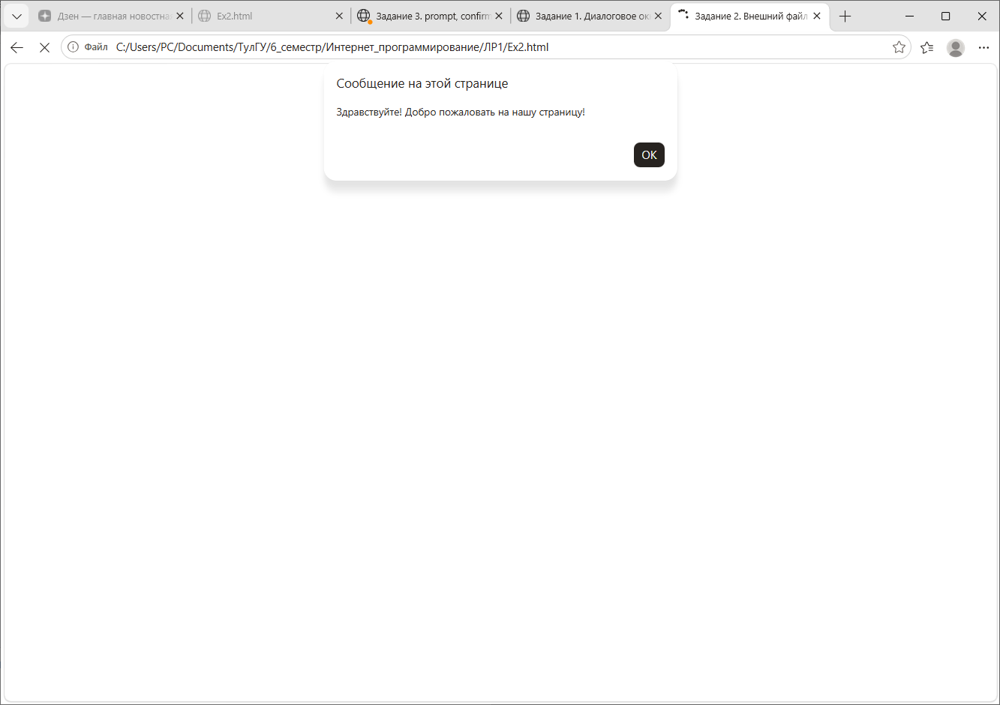 Дзен — главная новостна
Ex2.html
Задание 3. prompt, confirm
Задание 1. Диалоговое ок
Задание 2. Внешний файл
Файл C:/Users/PC/Documents/ТулГУ/6_семестр/Интернет_программирование/ЛР1/Ex2.html
Сообщение на этой странице
Здравствуйте! Добро пожаловать на нашу страницу!
ОК